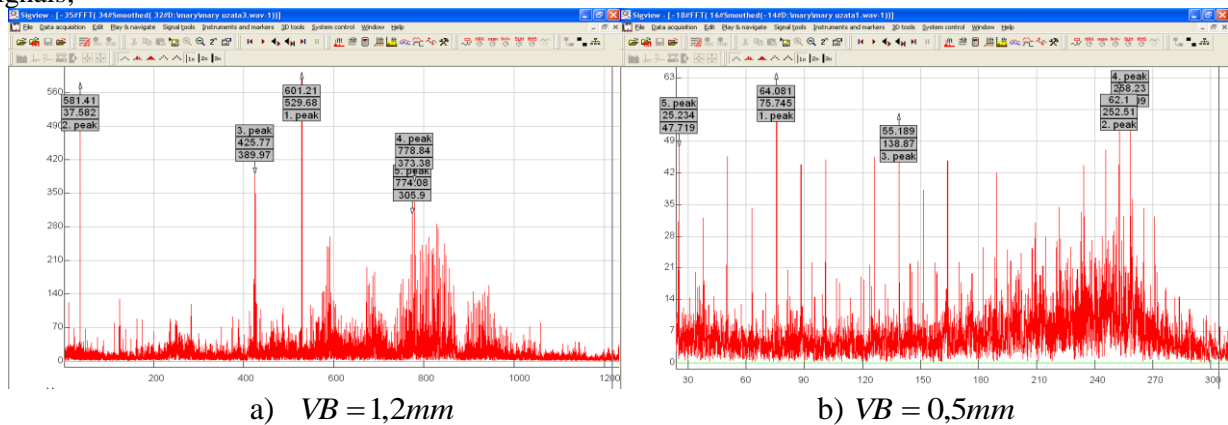 ignals,
Sigview - [-35#FFT( 34#Smoothed( 32#D:\mary\mary uzata3.wav-1))]
File Data acquisition Edit Play & navigate Signal tools Instruments and markers 3D tools System control Window Help
1x 2x 3x
560
490
420
350
280
210
140
70
0
581.41
37.582
2. peak
3. peak
425.77
389.97
601.21
529.68
1. peak
4. peak
778.84
373.38
5. peak
774.08
305.9
200 400 600 800 1000 1200
a) VB = 1,2mm
Sigview - [-18#FFT( 16#Smoothed(-14#D:\mary\mary uzata1.wav-1))]
File Data acquisition Edit Play & navigate Signal tools Instruments and markers 3D tools System control Window Help
1x 2x 3x
63
49
42
35
28
21
14
7
0
5. peak
25.234
47.719
64.081
75.745
1. peak
55.189
138.87
3. peak
4. peak
258.23
62.1
252.51
2. peak
30 60 90 120 150 180 210 240 270 300
b) VB = 0,5mm